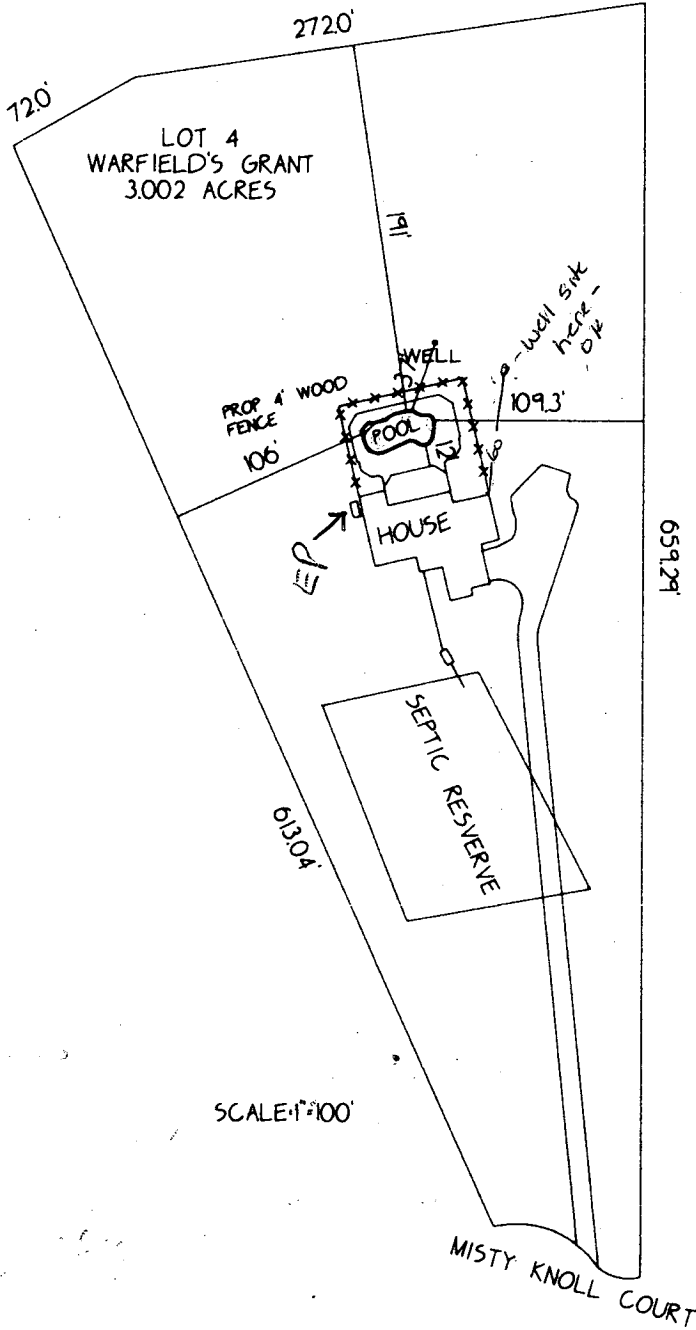 272.0'
72.0'
LOT 4
WARFIELD'S GRANT
3.002 ACRES
191'
- well site
here -
ok
WELL
PROP 4' WOOD
FENCE
109.3'
POOL
106'
12
60
HOUSE
EP
659.29'
SEPTIC RESVERVE
613.04'
SCALE:1"=100'
MISTY KNOLL COURT